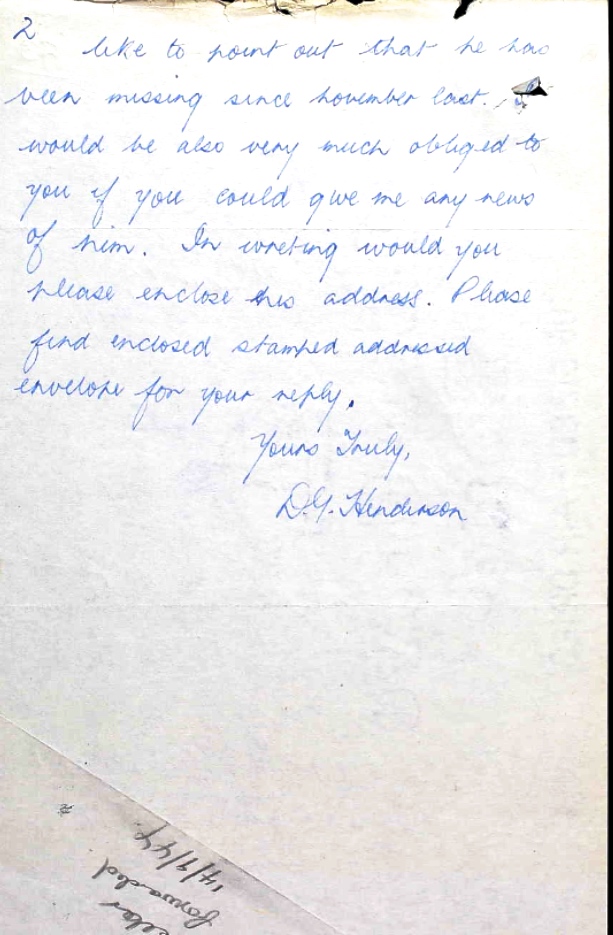 2
like to point out that he has
been missing since november last. I
would be also very much obliged to
you if you could give me any news
of him. In writing would you
please enclose his address. Please
find enclosed stamped addressed
envelope for your reply.
Yours Truly,
D.G. Henderson
forwarded